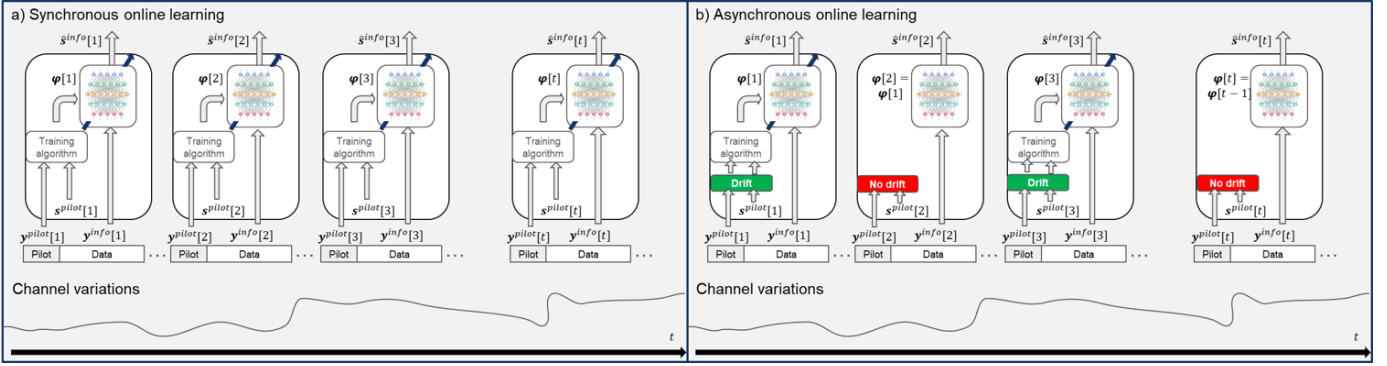 a) Synchronous online learning
ŝ^info[1] ŝ^info[2] ŝ^info[3] ŝ^info[t]
φ[1] φ[2] φ[3] φ[t]
Training algorithm Training algorithm Training algorithm Training algorithm
s^pilot[1] s^pilot[2] s^pilot[3] s^pilot[t]
y^pilot[1] y^info[1] y^pilot[2] y^info[2] y^pilot[3] y^info[3] y^pilot[t] y^info[t]
Pilot Data ... Pilot Data Pilot Data ... Pilot Data ...
Channel variations
b) Asynchronous online learning
ŝ^info[1] ŝ^info[2] ŝ^info[3] ŝ^info[t]
φ[1] φ[2] = φ[1] φ[3] φ[t] = φ[t − 1]
Training algorithm Training algorithm
Drift No drift Drift No drift
s^pilot[1] s^pilot[2] s^pilot[3] s^pilot[t]
y^pilot[1] y^info[1] y^pilot[2] y^info[2] y^pilot[3] y^info[3] y^pilot[t] y^info[t]
Pilot Data ... Pilot Data ... Pilot Data ... Pilot Data ...
Channel variations
t